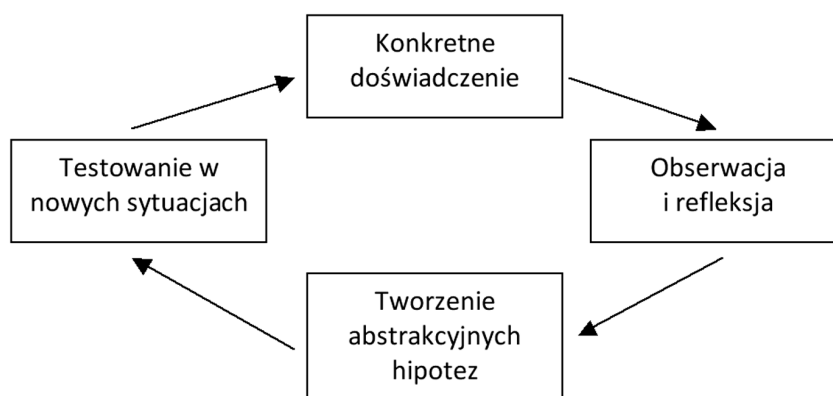 Konkretne
doświadczenie
Testowanie w
nowych sytuacjach
Obserwacja
i refleksja
Tworzenie
abstrakcyjnych
hipotez